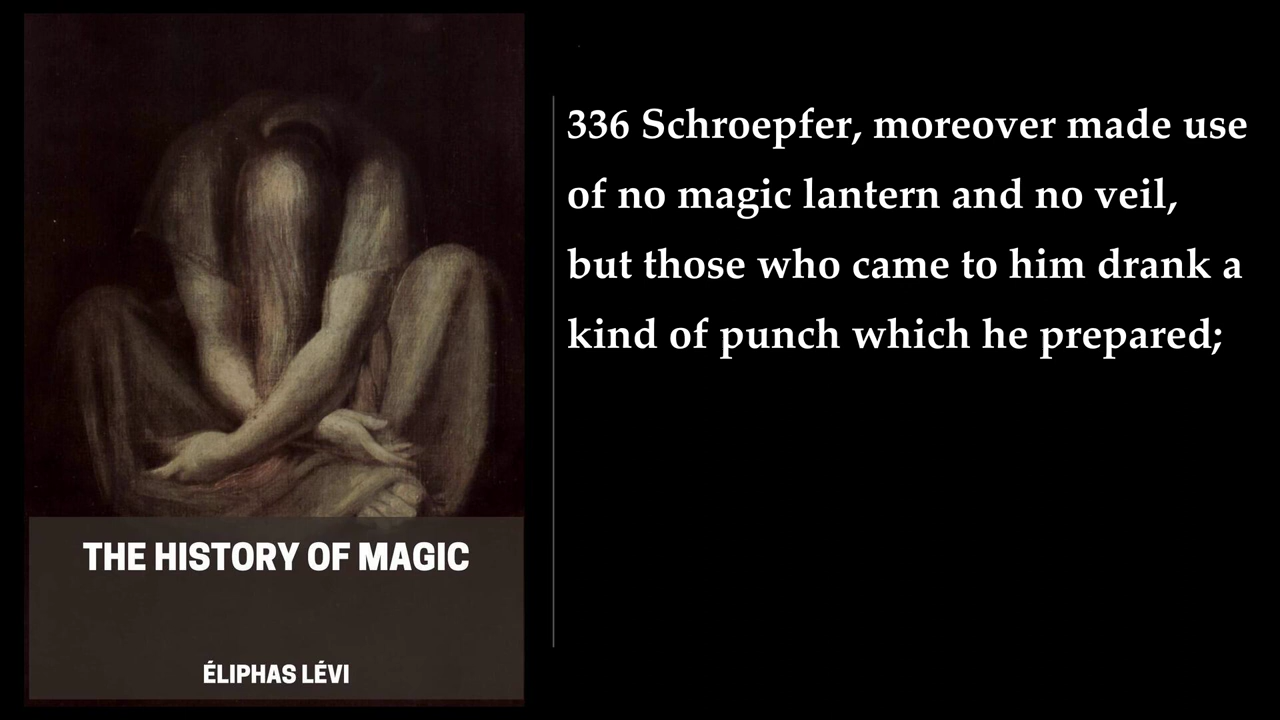 THE HISTORY OF MAGIC
ÉLIPHAS LÉVI
336 Schroepfer, moreover made use
of no magic lantern and no veil,
but those who came to him drank a
kind of punch which he prepared;